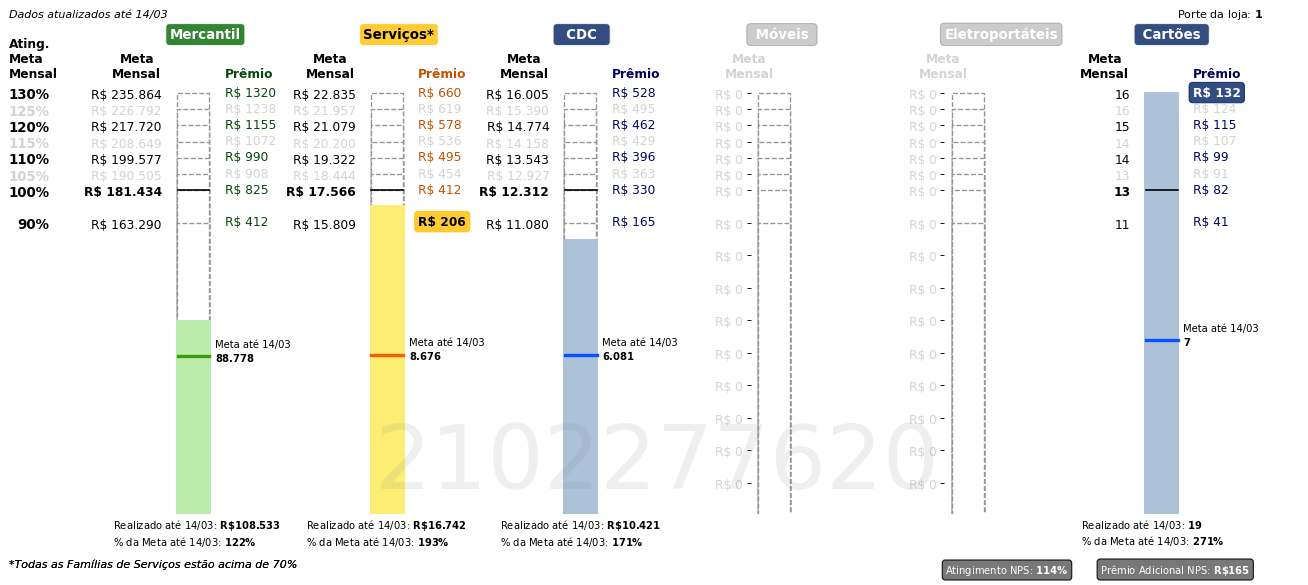 Dados atualizados até 14/03
Porte da loja: 1
Mercantil Serviços* CDC Móveis Eletroportáteis Cartões
Ating. Meta Mensal
Meta Mensal Prêmio Meta Mensal Prêmio Meta Mensal Prêmio Meta Mensal Meta Mensal Meta Mensal Prêmio
130% R$ 235.864 R$ 1320 R$ 22.835 R$ 660 R$ 16.005 R$ 528 R$ 0 R$ 0 16 R$ 132
125% R$ 226.792 R$ 1238 R$ 21.957 R$ 619 R$ 15.390 R$ 495 R$ 0 R$ 0 16 R$ 124
120% R$ 217.720 R$ 1155 R$ 21.079 R$ 578 R$ 14.774 R$ 462 R$ 0 R$ 0 15 R$ 115
115% R$ 208.649 R$ 1072 R$ 20.200 R$ 536 R$ 14.158 R$ 429 R$ 0 R$ 0 14 R$ 107
110% R$ 199.577 R$ 990 R$ 19.322 R$ 495 R$ 13.543 R$ 396 R$ 0 R$ 0 14 R$ 99
105% R$ 190.505 R$ 908 R$ 18.444 R$ 454 R$ 12.927 R$ 363 R$ 0 R$ 0 13 R$ 91
100% R$ 181.434 R$ 825 R$ 17.566 R$ 412 R$ 12.312 R$ 330 R$ 0 R$ 0 13 R$ 82
90% R$ 163.290 R$ 412 R$ 15.809 R$ 206 R$ 11.080 R$ 165 R$ 0 R$ 0 11 R$ 41
R$ 0 R$ 0
R$ 0 R$ 0
R$ 0 R$ 0
Meta até 14/03 Meta até 14/03 Meta até 14/03 Meta até 14/03
88.778 8.676 6.081 7
R$ 0 R$ 0
R$ 0 R$ 0
R$ 0 R$ 0
R$ 0 R$ 0
R$ 0 R$ 0
2102277620
Realizado até 14/03: R$108.533 Realizado até 14/03: R$16.742 Realizado até 14/03: R$10.421 Realizado até 14/03: 19
% da Meta até 14/03: 122% % da Meta até 14/03: 193% % da Meta até 14/03: 171% % da Meta até 14/03: 271%
*Todas as Famílias de Serviços estão acima de 70%
Atingimento NPS: 114% Prêmio Adicional NPS: R$165